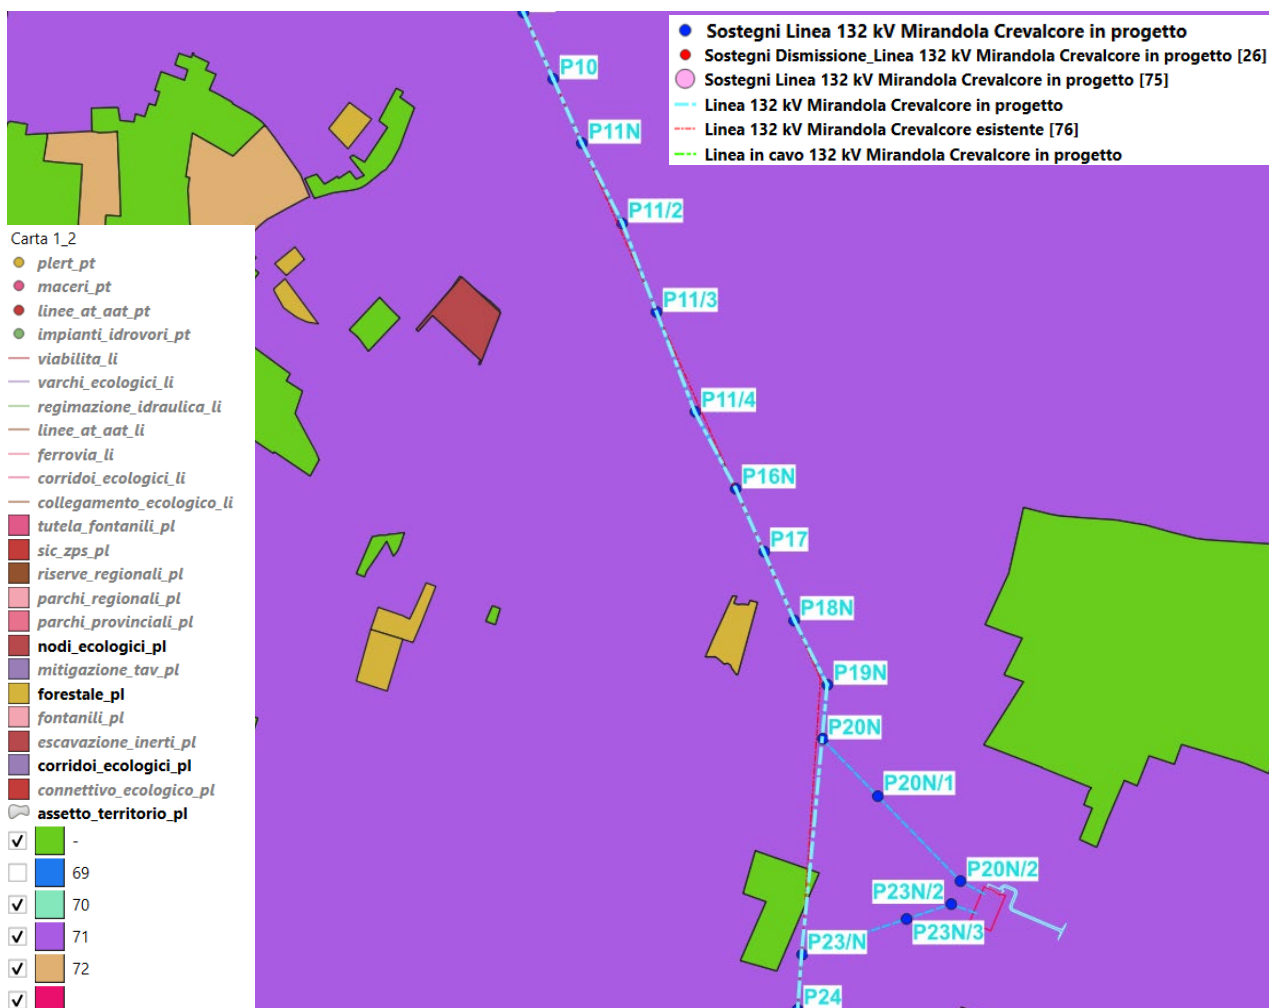 Sostegni Linea 132 kV Mirandola Crevalcore in progetto
Sostegni Dismissione_Linea 132 kV Mirandola Crevalcore in progetto [26]
Sostegni Linea 132 kV Mirandola Crevalcore in progetto [75]
Linea 132 kV Mirandola Crevalcore in progetto
Linea 132 kV Mirandola Crevalcore esistente [76]
Linea in cavo 132 kV Mirandola Crevalcore in progetto
P10
P11N
P11/2
P11/3
P11/4
P16N
P17
P18N
P19N
P20N
P20N/1
P20N/2
P23N/2
P23N/3
P23/N
P24
Carta 1_2
plert_pt
maceri_pt
linee_at_aat_pt
impianti_idrovori_pt
viabilita_li
varchi_ecologici_li
regimazione_idraulica_li
linee_at_aat_li
ferrovia_li
corridoi_ecologici_li
collegamento_ecologico_li
tutela_fontanili_pl
sic_zps_pl
riserve_regionali_pl
parchi_regionali_pl
parchi_provinciali_pl
nodi_ecologici_pl
mitigazione_tav_pl
forestale_pl
fontanili_pl
escavazione_inerti_pl
corridoi_ecologici_pl
connettivo_ecologico_pl
assetto_territorio_pl
-
69
70
71
72